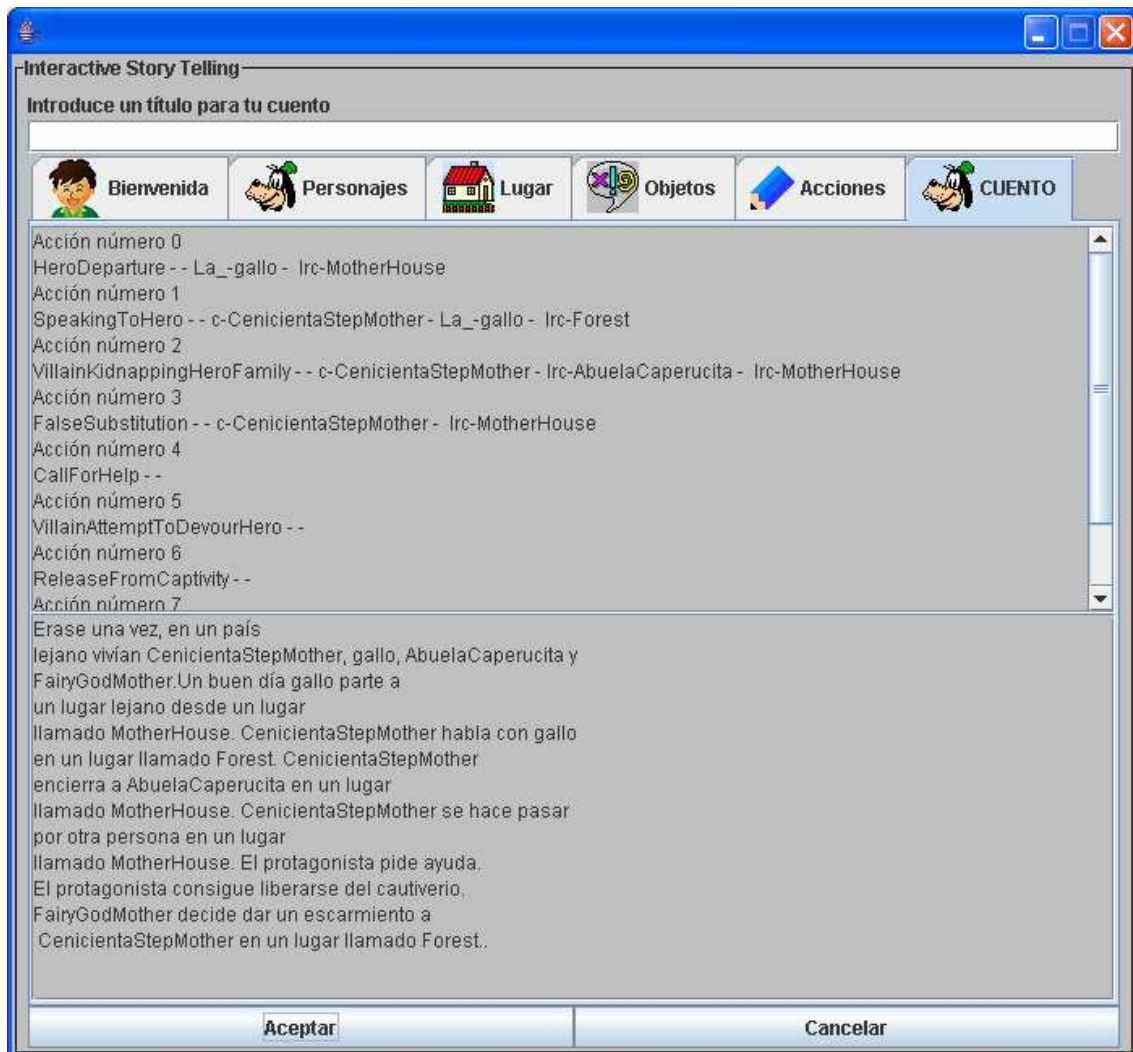 Interactive Story Telling
Introduce un título para tu cuento
Bienvenida Personajes Lugar Objetos Acciones CUENTO
Acción número 0
HeroDeparture - - La_-gallo - lrc-MotherHouse
Acción número 1
SpeakingToHero - - c-CenicientaStepMother - La_-gallo - lrc-Forest
Acción número 2
VillainKidnappingHeroFamily - - c-CenicientaStepMother - lrc-AbuelaCaperucita - lrc-MotherHouse
Acción número 3
FalseSubstitution - - c-CenicientaStepMother - lrc-MotherHouse
Acción número 4
CallForHelp - -
Acción número 5
VillainAttemptToDevourHero - -
Acción número 6
ReleaseFromCaptivity - -
Acción número 7
Erase una vez, en un país
lejano vivían CenicientaStepMother, gallo, AbuelaCaperucita y
FairyGodMother.Un buen día gallo parte a
un lugar lejano desde un lugar
llamado MotherHouse. CenicientaStepMother habla con gallo
en un lugar llamado Forest. CenicientaStepMother
encierra a AbuelaCaperucita en un lugar
llamado MotherHouse. CenicientaStepMother se hace pasar
por otra persona en un lugar
llamado MotherHouse. El protagonista pide ayuda.
El protagonista consigue liberarse del cautiverio.
FairyGodMother decide dar un escarmiento a
CenicientaStepMother en un lugar llamado Forest..
Aceptar Cancelar